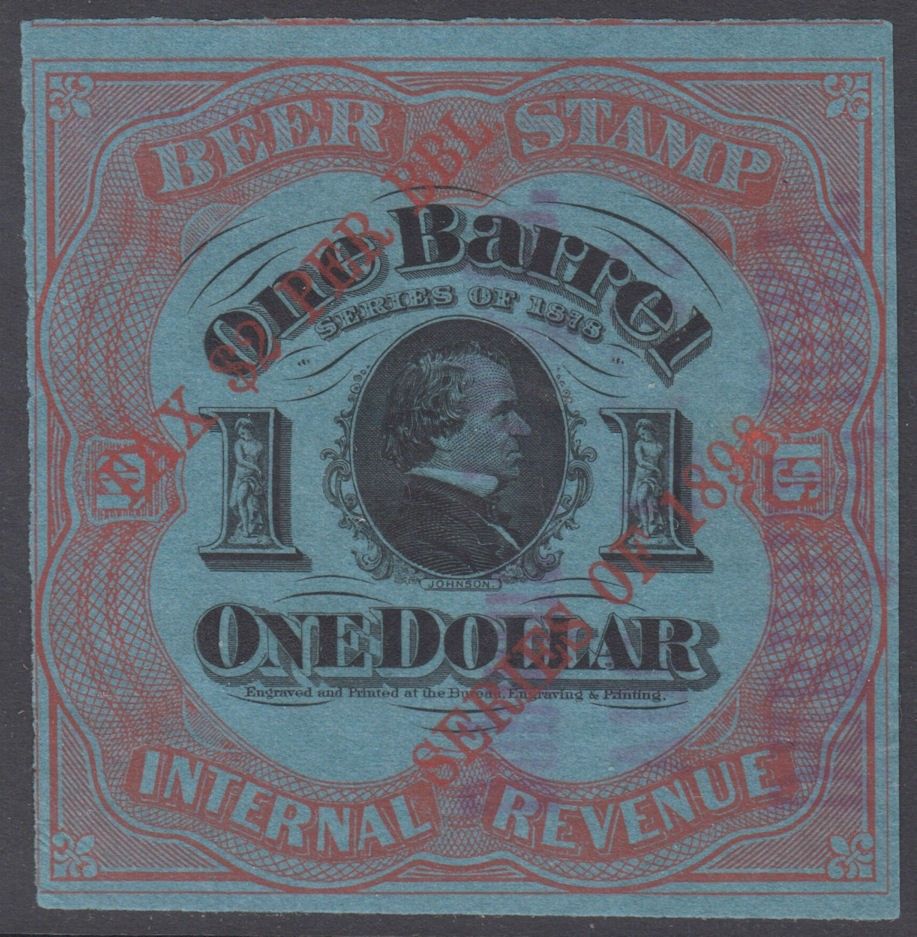 BEER STAMP
One Barrel
SERIES OF 1878
1 1
JOHNSON.
ONE DOLLAR
Engraved and Printed at the Bureau, Engraving & Printing.
INTERNAL REVENUE
TAX $2 PER BBL.
SERIES OF 1898